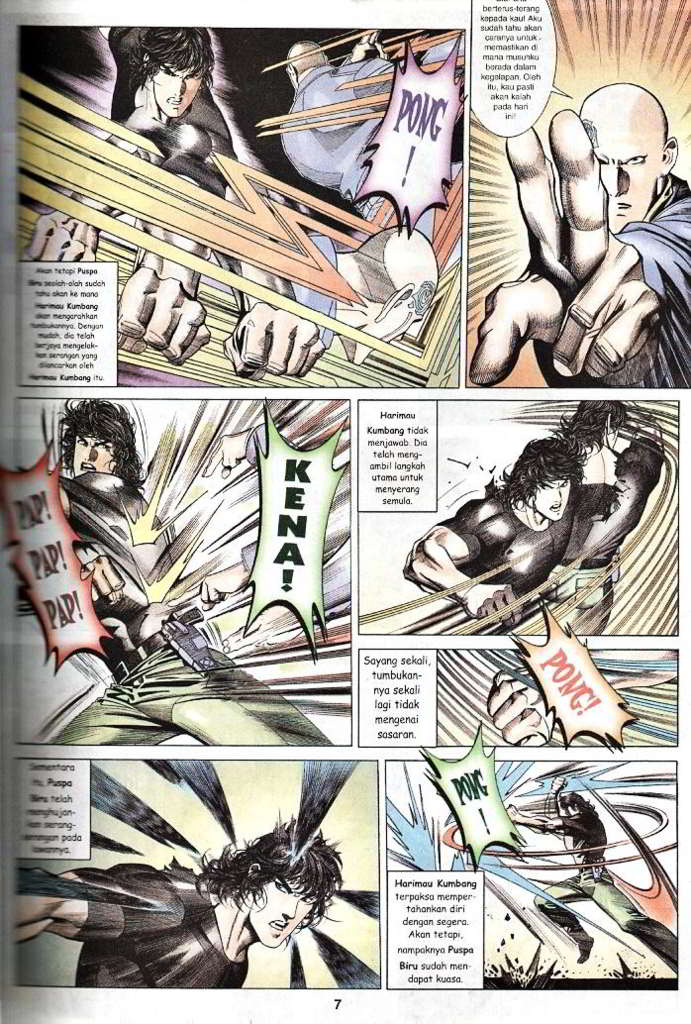 PONG
!
berterus-terang
kepada kau! Aku
sudah tahu akan
caranya untuk
memastikan di
mana musuhku
berada dalam
kegelapan. Oleh
itu, kau pasti
akan kalah
pada hari
ini!
Akan tetapi Puspa
Biru seolah-olah sudah
tahu akan ke mana
Harimau Kumbang
akan mengarahkan
tumbukannya. Dengan
mudah, dia telah
berjaya mengelak-
kan serangan yang
dilancarkan oleh
Harimau Kumbang itu.
PAP!
PAP!
PAP!
KENA!
Harimau
Kumbang tidak
menjawab. Dia
telah meng-
ambil langkah
utama untuk
menyerang
semula.
Sayang sekali,
tumbukan-
nya sekali
lagi tidak
mengenai
sasaran.
PONG!
Sementara
itu, Puspa
Biru telah
menghujan-
kan serang-
serangan pada
lawannya.
PONG
!
Harimau Kumbang
terpaksa memper-
tahankan diri
dengan segera.
Akan tetapi,
nampaknya Puspa
Biru sudah men-
dapat kuasa.
7